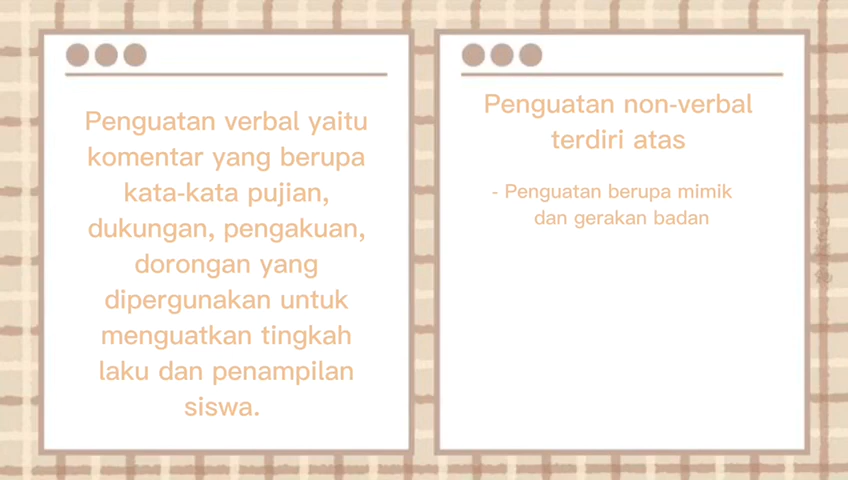 Penguatan verbal yaitu
komentar yang berupa
kata-kata pujian,
dukungan, pengakuan,
dorongan yang
dipergunakan untuk
menguatkan tingkah
laku dan penampilan
siswa.
Penguatan non-verbal
terdiri atas
- Penguatan berupa mimik
dan gerakan badan